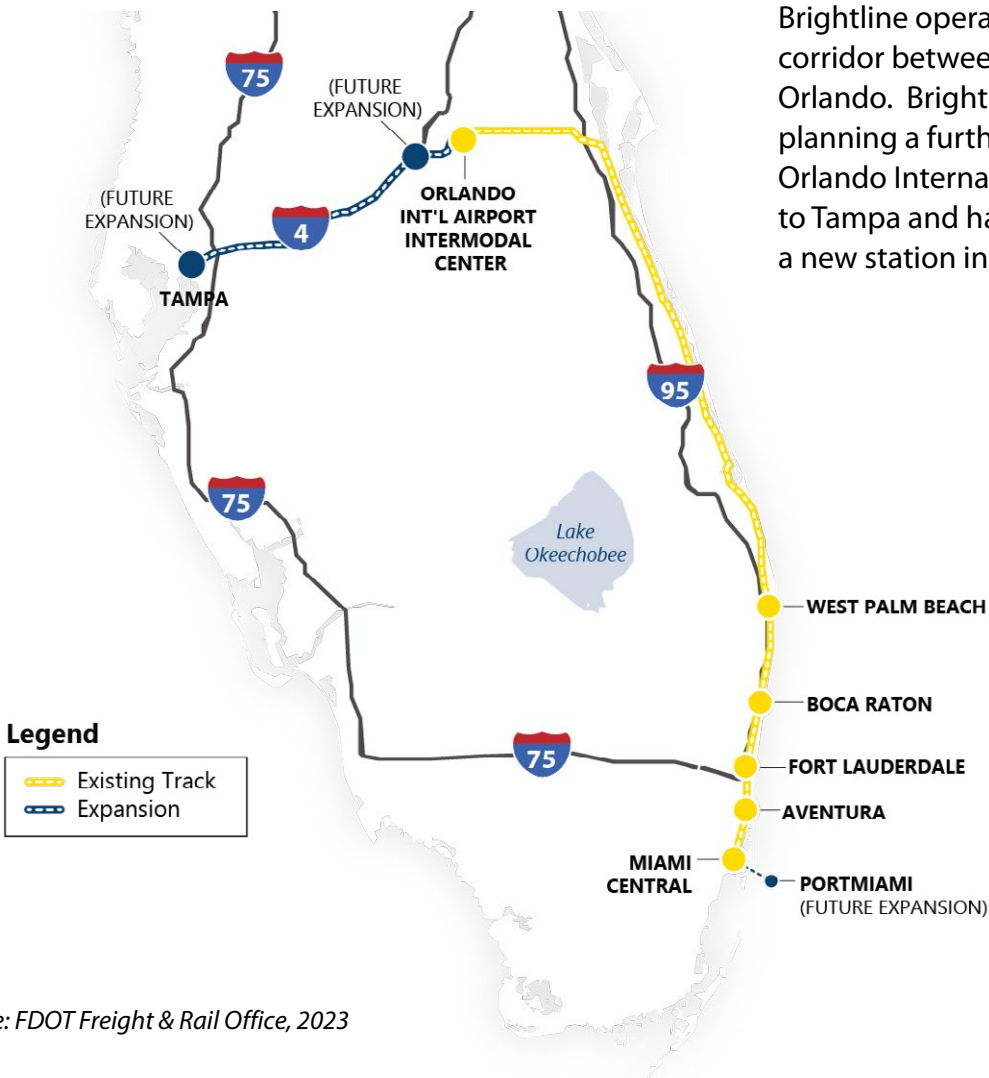 Brightline opera
corridor between
Orlando. Bright
planning a furth
Orlando Interna
to Tampa and ha
a new station in
75
(FUTURE
EXPANSION)
(FUTURE
EXPANSION)
ORLANDO
INT'L AIRPORT
INTERMODAL
CENTER
4
TAMPA
95
75
Lake
Okeechobee
WEST PALM BEACH
BOCA RATON
Legend
Existing Track
Expansion
75
FORT LAUDERDALE
AVENTURA
MIAMI
CENTRAL
PORTMIAMI
(FUTURE EXPANSION)
e: FDOT Freight & Rail Office, 2023